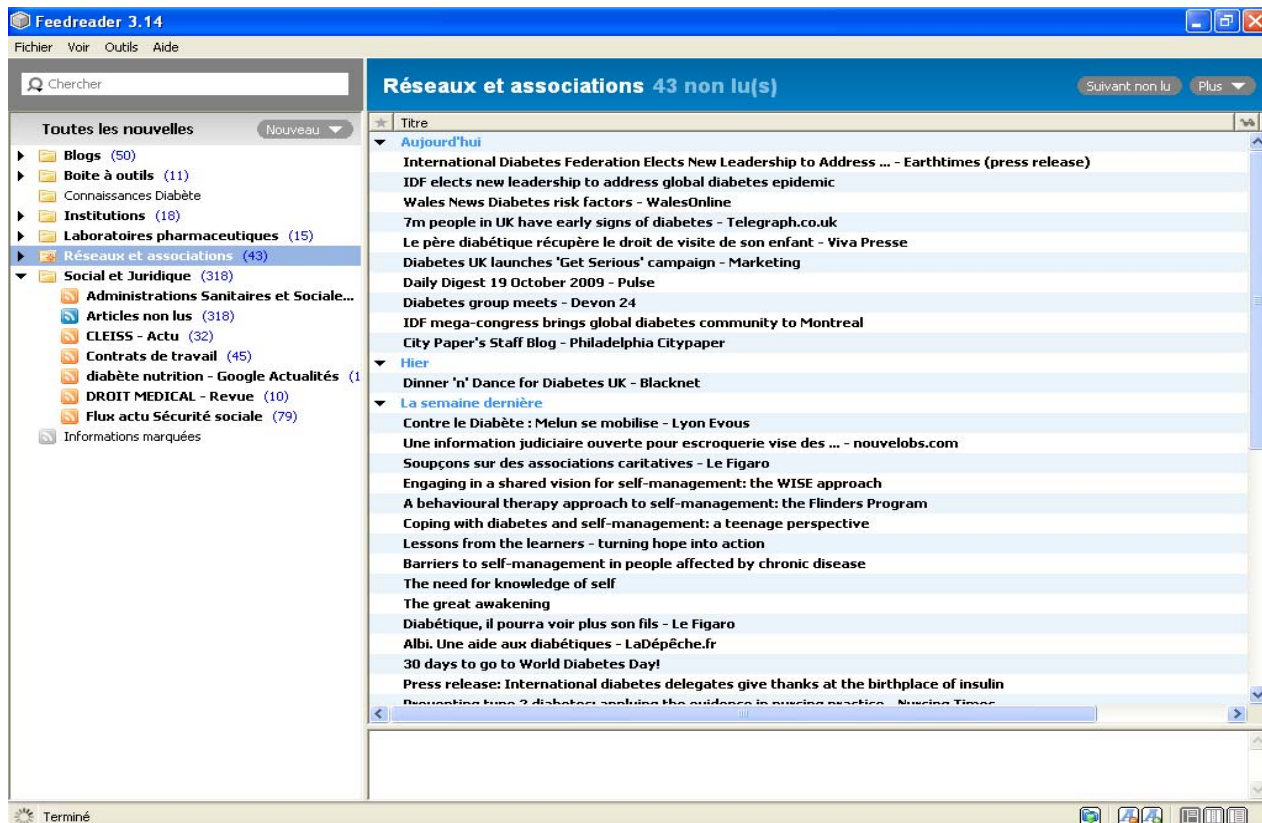 Feedreader 3.14
Fichier Voir Outils Aide
Chercher
Toutes les nouvelles Nouveau
Blogs (50)
Boite à outils (11)
Connaissances Diabète
Institutions (18)
Laboratoires pharmaceutiques (15)
Réseaux et associations (43)
Social et Juridique (318)
Administrations Sanitaires et Sociale...
Articles non lus (318)
CLEISS - Actu (32)
Contrats de travail (45)
diabète nutrition - Google Actualités (1
DROIT MEDICAL - Revue (10)
Flux actu Sécurité sociale (79)
Informations marquées
Réseaux et associations 43 non lu(s) Suivant non lu Plus
Titre
Aujourd'hui
International Diabetes Federation Elects New Leadership to Address ... - Earthtimes (press release)
IDF elects new leadership to address global diabetes epidemic
Wales News Diabetes risk factors - WalesOnline
7m people in UK have early signs of diabetes - Telegraph.co.uk
Le père diabétique récupère le droit de visite de son enfant - Viva Presse
Diabetes UK launches 'Get Serious' campaign - Marketing
Daily Digest 19 October 2009 - Pulse
Diabetes group meets - Devon 24
IDF mega-congress brings global diabetes community to Montreal
City Paper's Staff Blog - Philadelphia Citypaper
Hier
Dinner 'n' Dance for Diabetes UK - Blacknet
La semaine dernière
Contre le Diabète : Melun se mobilise - Lyon Evous
Une information judiciaire ouverte pour escroquerie vise des ... - nouvelobs.com
Soupçons sur des associations caritatives - Le Figaro
Engaging in a shared vision for self-management: the WISE approach
A behavioural therapy approach to self-management: the Flinders Program
Coping with diabetes and self-management: a teenage perspective
Lessons from the learners - turning hope into action
Barriers to self-management in people affected by chronic disease
The need for knowledge of self
The great awakening
Diabétique, il pourra voir plus son fils - Le Figaro
Albi. Une aide aux diabétiques - LaDépêche.fr
30 days to go to World Diabetes Day!
Press release: International diabetes delegates give thanks at the birthplace of insulin
Preventing type 2 diabetes: applying the evidence in nursing practice - Nursing Times
Terminé